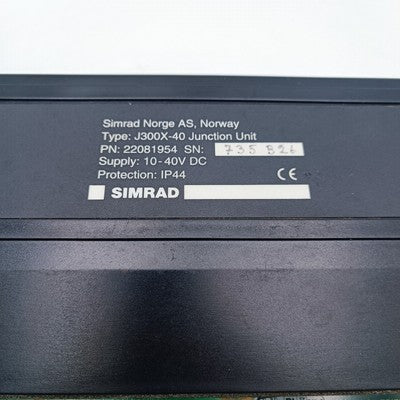 Simrad Norge AS, Norway
Type: J300X-40 Junction Unit
PN: 22081954 SN: 735 826
Supply: 10-40V DC
Protection: IP44 CE
SIMRAD